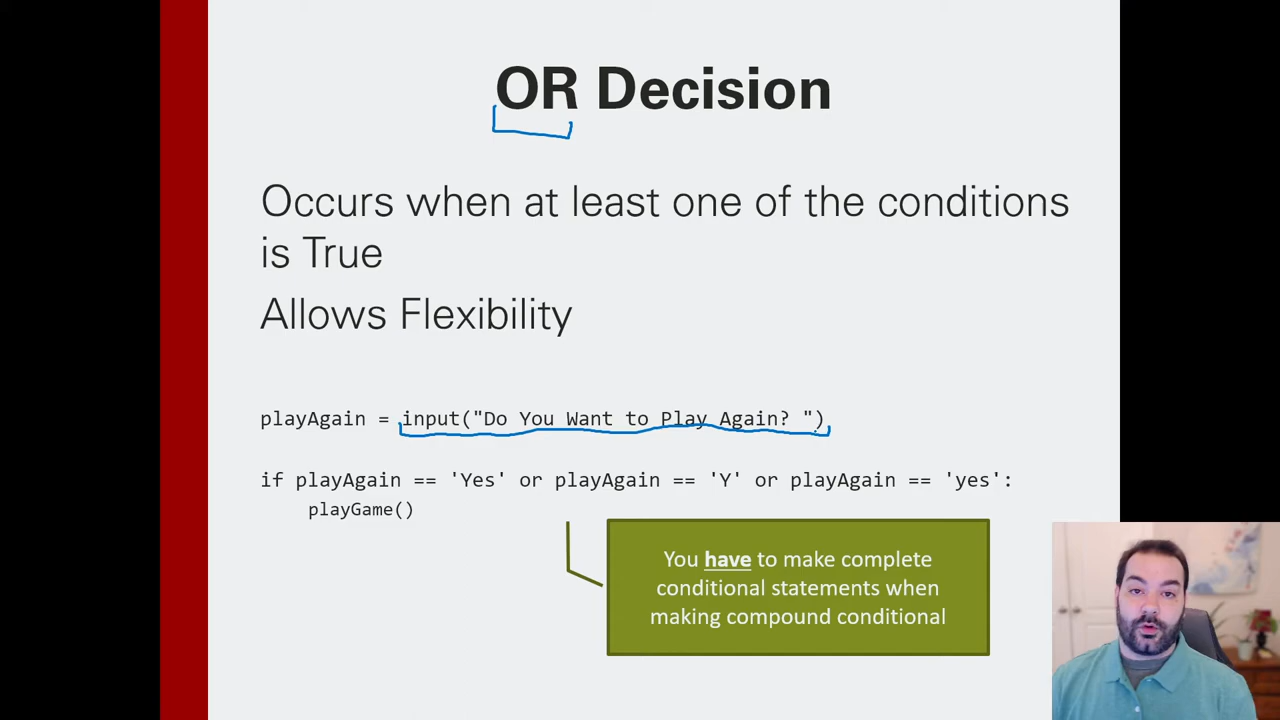 OR Decision
Occurs when at least one of the conditions
is True
Allows Flexibility
playAgain = input("Do You Want to Play Again? ")
if playAgain == 'Yes' or playAgain == 'Y' or playAgain == 'yes':
    playGame()
You have to make complete
conditional statements when
making compound conditional